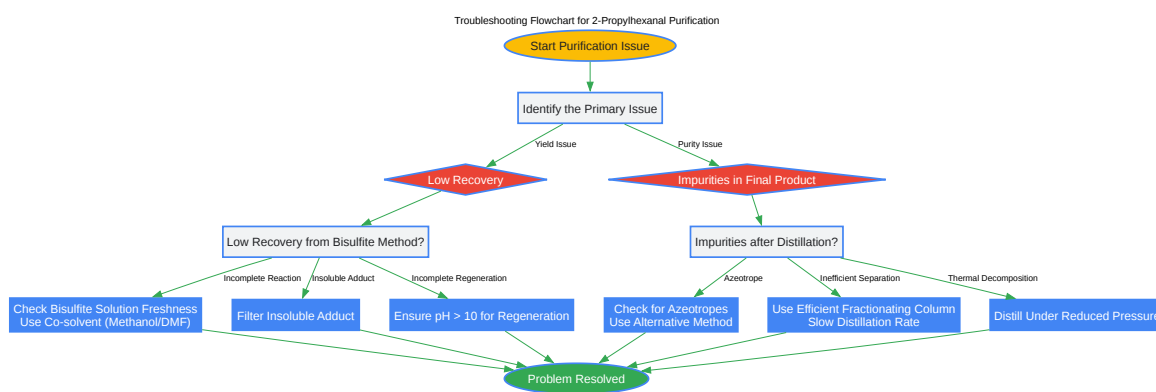 Troubleshooting Flowchart for 2-Propylhexanal Purification
Start Purification Issue
Identify the Primary Issue
Yield Issue
Purity Issue
Low Recovery
Impurities in Final Product
Low Recovery from Bisulfite Method?
Impurities after Distillation?
Incomplete Reaction
Insoluble Adduct
Incomplete Regeneration
Azeotrope
Inefficient Separation
Thermal Decomposition
Check Bisulfite Solution Freshness
Use Co-solvent (Methanol/DMF)
Filter Insoluble Adduct
Ensure pH > 10 for Regeneration
Check for Azeotropes
Use Alternative Method
Use Efficient Fractionating Column
Slow Distillation Rate
Distill Under Reduced Pressure
Problem Resolved